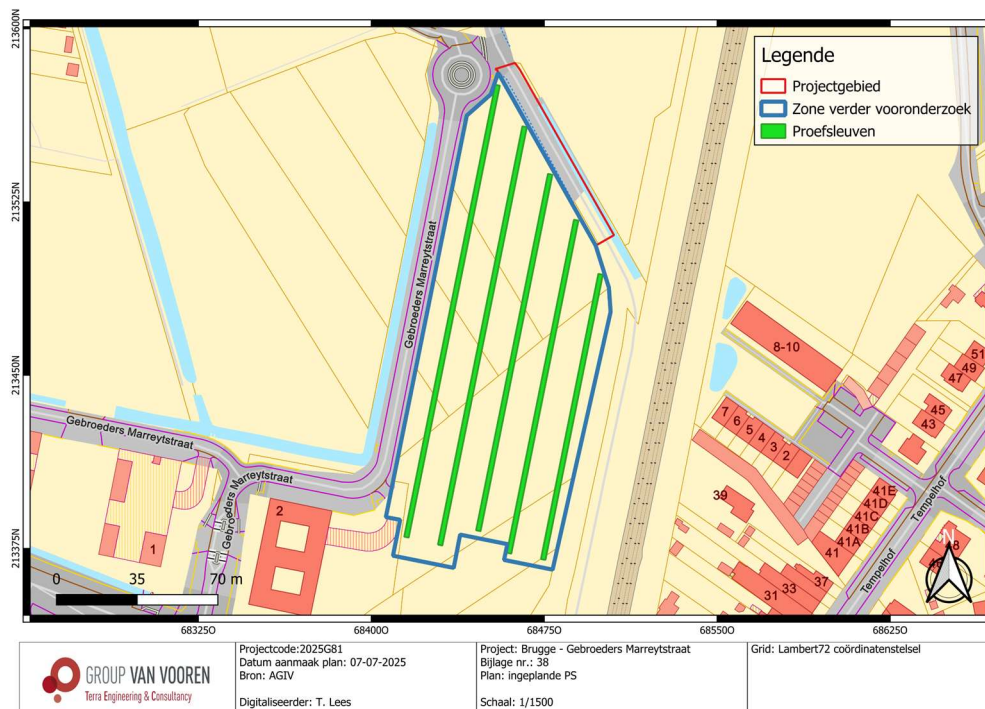 213600N
213525N
213450N
213375N
Legende
Projectgebied
Zone verder vooronderzoek
Proefsleuven
Gebroeders Marreytstraat
Gebroeders Marreytstraat
Gebroeders Marreytstraat
Gebroeders Marreytstraat
8-10
7
6
5
4
3
2
51
49
47
45
43
39
41E
41D
41C
41B
41A
41
37
33
31
Tempelhof
Tempelhof
2
1
N
0 35 70 m
683250 684000 684750 685500 686250
GROUP VAN VOOREN
Terra Engineering & Consultancy
Projectcode:2025G81
Datum aanmaak plan: 07-07-2025
Bron: AGIV
Digitaliseerder: T. Lees
Project: Brugge - Gebroeders Marreytstraat
Bijlage nr.: 38
Plan: ingeplande PS
Schaal: 1/1500
Grid: Lambert72 coördinatenstelsel